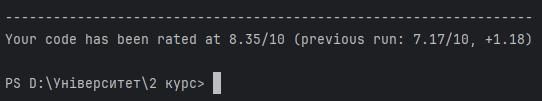 ------------------------------------------------------------------
Your code has been rated at 8.35/10 (previous run: 7.17/10, +1.18)
PS D:\Університет\2 курс>